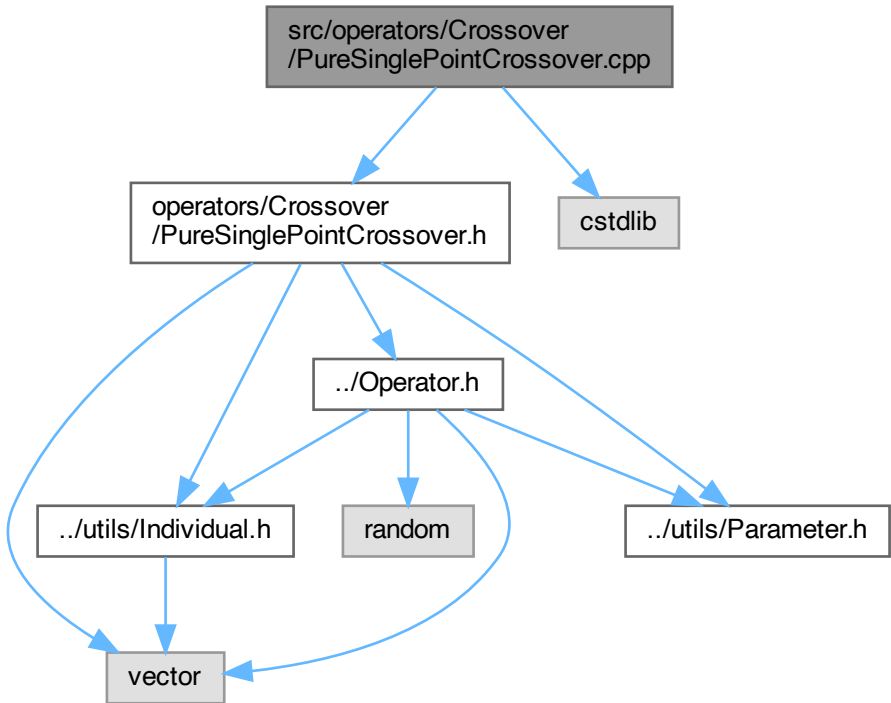 src/operators/Crossover
/PureSinglePointCrossover.cpp
operators/Crossover
/PureSinglePointCrossover.h
cstdlib
../Operator.h
../utils/Individual.h
random
../utils/Parameter.h
vector